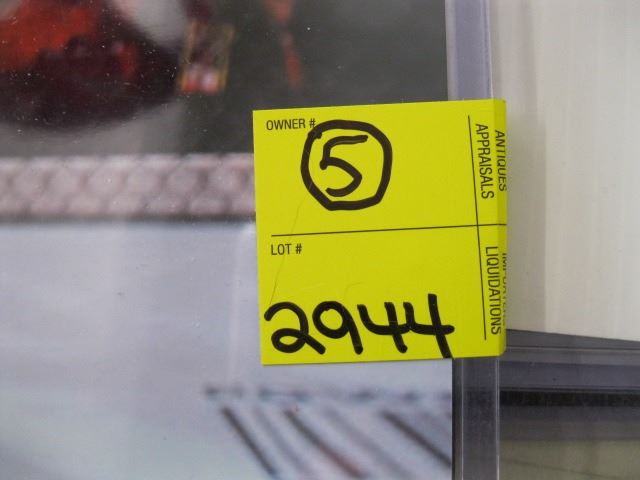 OWNER #
5
LOT #
2944
ANTIQUES
APPRAISALS
LIQUIDATIONS